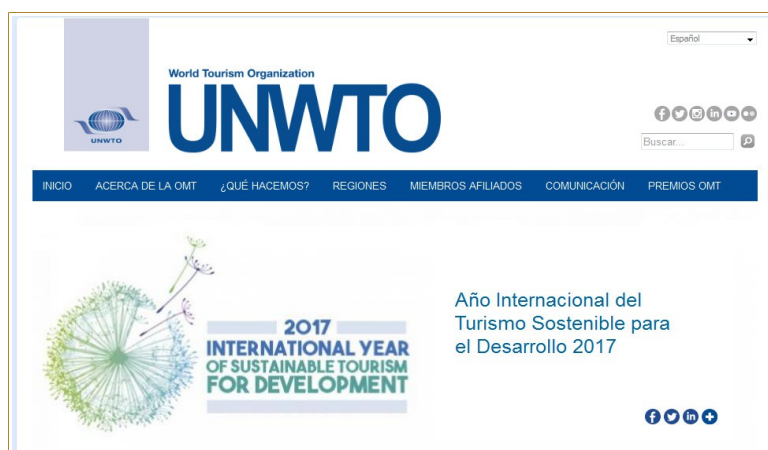 Español
World Tourism Organization
UNWTO
UNWTO
Buscar...
INICIO ACERCA DE LA OMT ¿QUÉ HACEMOS? REGIONES MIEMBROS AFILIADOS COMUNICACIÓN PREMIOS OMT
2017
INTERNATIONAL YEAR
OF SUSTAINABLE TOURISM
FOR DEVELOPMENT
Año Internacional del
Turismo Sostenible para
el Desarrollo 2017